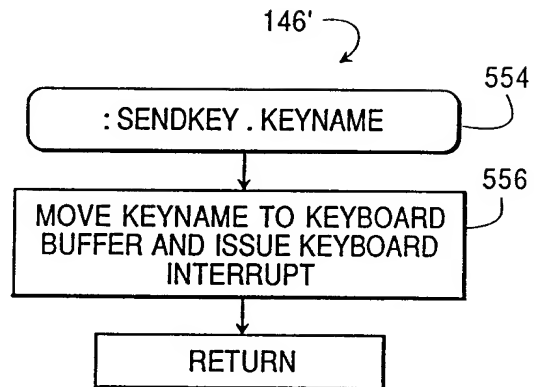 146'
554
:SENDKEY.KEYNAME
556
MOVE KEYNAME TO KEYBOARD
BUFFER AND ISSUE KEYBOARD
INTERRUPT
RETURN